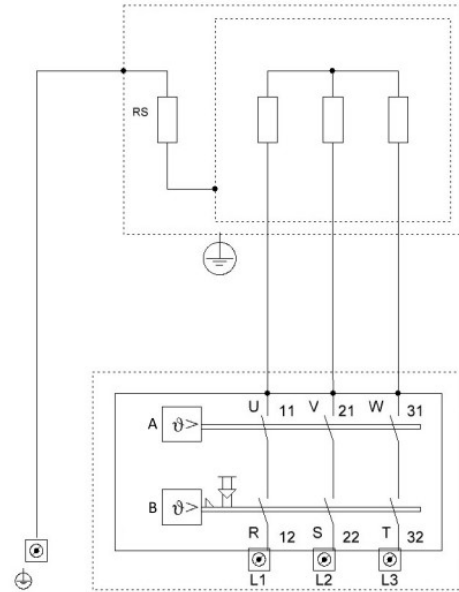 RS
U 11 V 21 W 31
A ϑ>
B ϑ>
R 12 S 22 T 32
L1 L2 L3